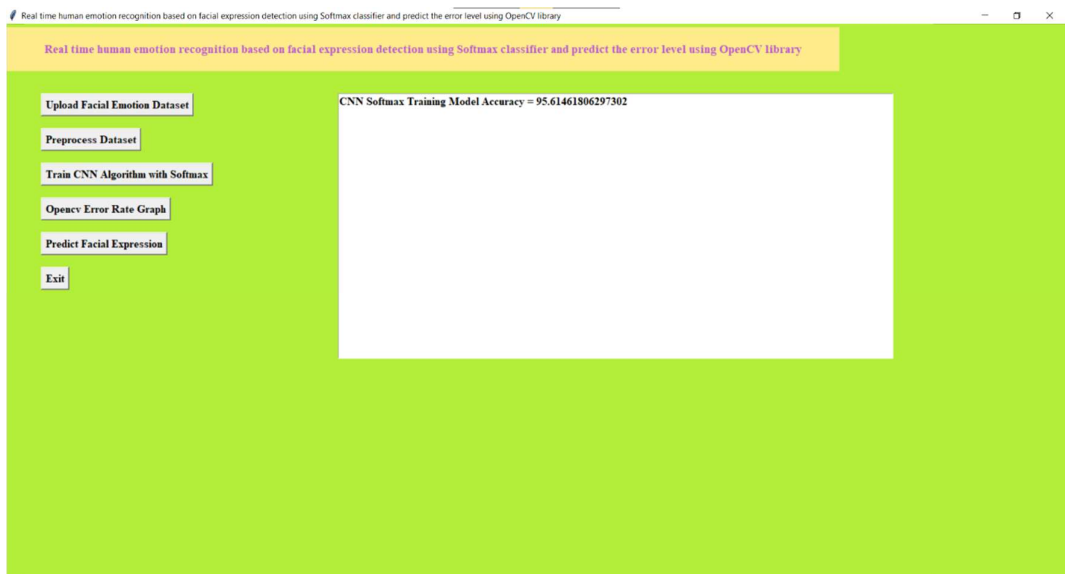 Real time human emotion recognition based on facial expression detection using Softmax classifier and predict the error level using OpenCV library
Real time human emotion recognition based on facial expression detection using Softmax classifier and predict the error level using OpenCV library
Upload Facial Emotion Dataset
CNN Softmax Training Model Accuracy = 95.61461806297302
Preprocess Dataset
Train CNN Algorithm with Softmax
Opencv Error Rate Graph
Predict Facial Expression
Exit